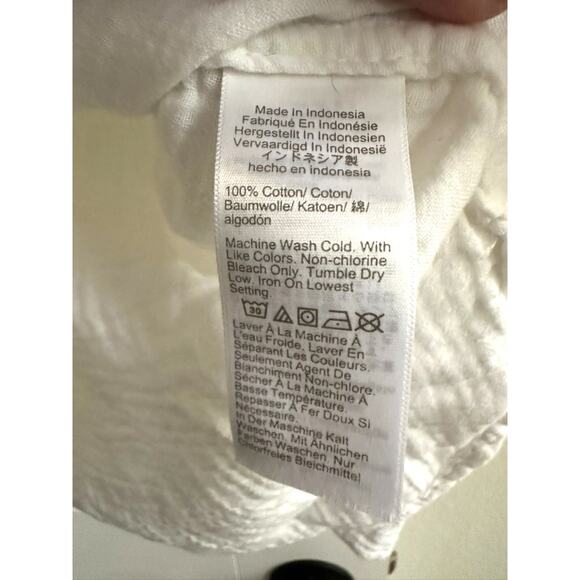 Made In Indonesia
Fabriqué En Indonésie
Hergestellt In Indonesien
Vervaardigd In Indonesië
インドネシア製
hecho en indonesia
100% Cotton/ Coton/
Baumwolle/ Katoen/ 綿/
algodón
Machine Wash Cold. With
Like Colors. Non-chlorine
Bleach Only. Tumble Dry
Low. Iron On Lowest
Setting.
30
Laver À La Machine À
L'eau Froide. Laver En
Séparant Les Couleurs.
Seulement Agent De
Blanchiment Non-chlore.
Sécher À La Machine À
Basse Température.
Repasser À Fer Doux Si
Nécessaire.
In Der Maschine Kalt
Waschen. Mit Ähnlichen
Farben Waschen. Nur
Chlorfreies Bleichmittel